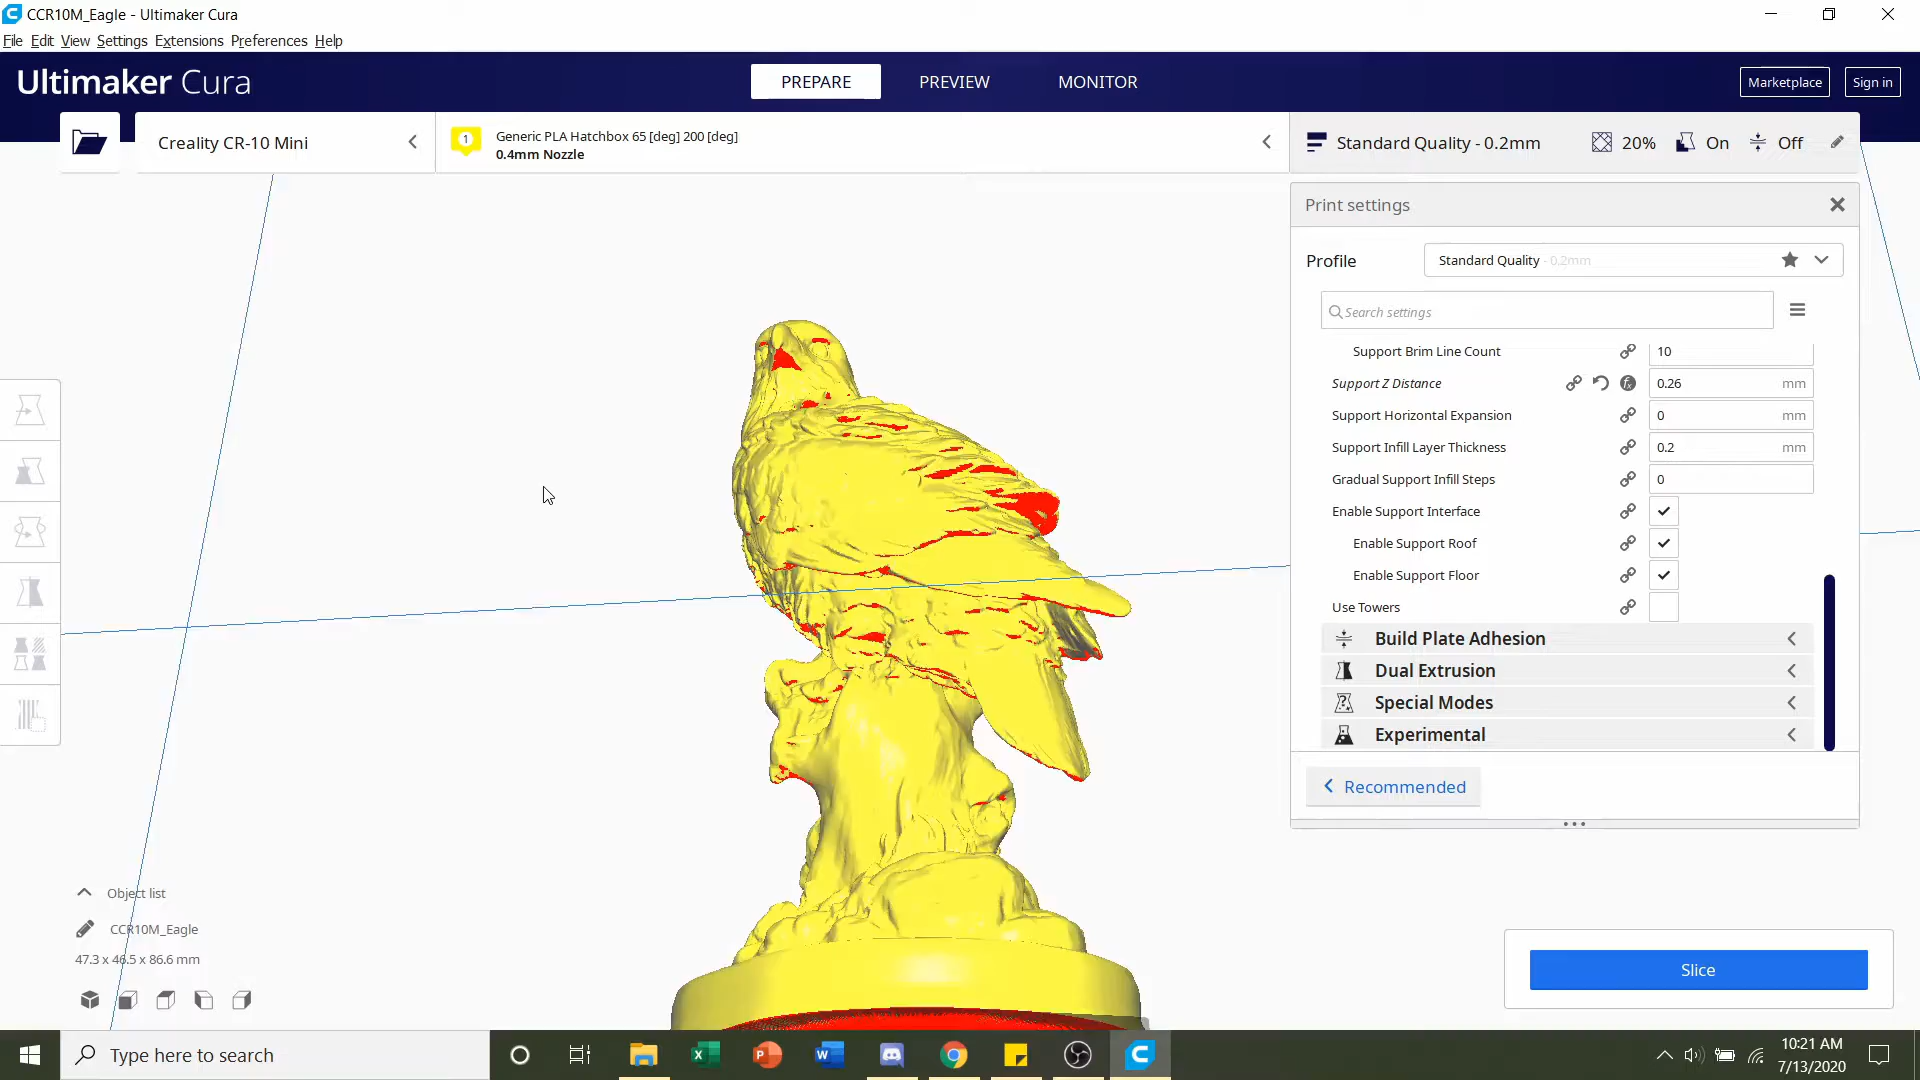 CCR10M_Eagle - Ultimaker Cura
File Edit View Settings Extensions Preferences Help
Ultimaker Cura
PREPARE PREVIEW MONITOR
Marketplace Sign in
Creality CR-10 Mini
1
Generic PLA Hatchbox 65 [deg] 200 [deg]
0.4mm Nozzle
Standard Quality - 0.2mm 20% On Off
Print settings
Profile Standard Quality - 0.2mm
Search settings
Support Brim Line Count 10
Support Z Distance fx 0.26 mm
Support Horizontal Expansion 0 mm
Support Infill Layer Thickness 0.2 mm
Gradual Support Infill Steps 0
Enable Support Interface
Enable Support Roof
Enable Support Floor
Use Towers
Build Plate Adhesion
Dual Extrusion
Special Modes
Experimental
Recommended
Object list
CCR10M_Eagle
47.3 x 46.5 x 86.6 mm
Slice
Type here to search
10:21 AM
7/13/2020